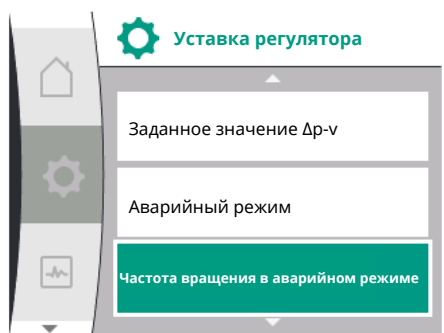 Уставка регулятора
Заданное значение Δp-v
Аварийный режим
Частота вращения в аварийном режиме